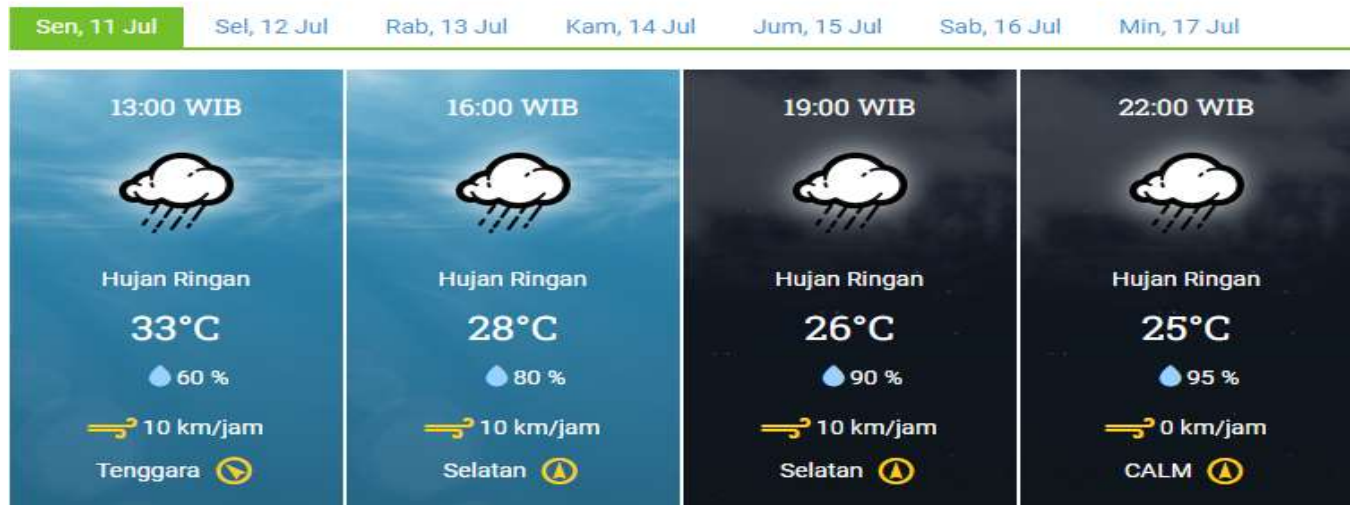 Sen, 11 Jul Sel, 12 Jul Rab, 13 Jul Kam, 14 Jul Jum, 15 Jul Sab, 16 Jul Min, 17 Jul
13:00 WIB 16:00 WIB 19:00 WIB 22:00 WIB
Hujan Ringan Hujan Ringan Hujan Ringan Hujan Ringan
33°C 28°C 26°C 25°C
60 % 80 % 90 % 95 %
10 km/jam 10 km/jam 10 km/jam 0 km/jam
Tenggara Selatan Selatan CALM